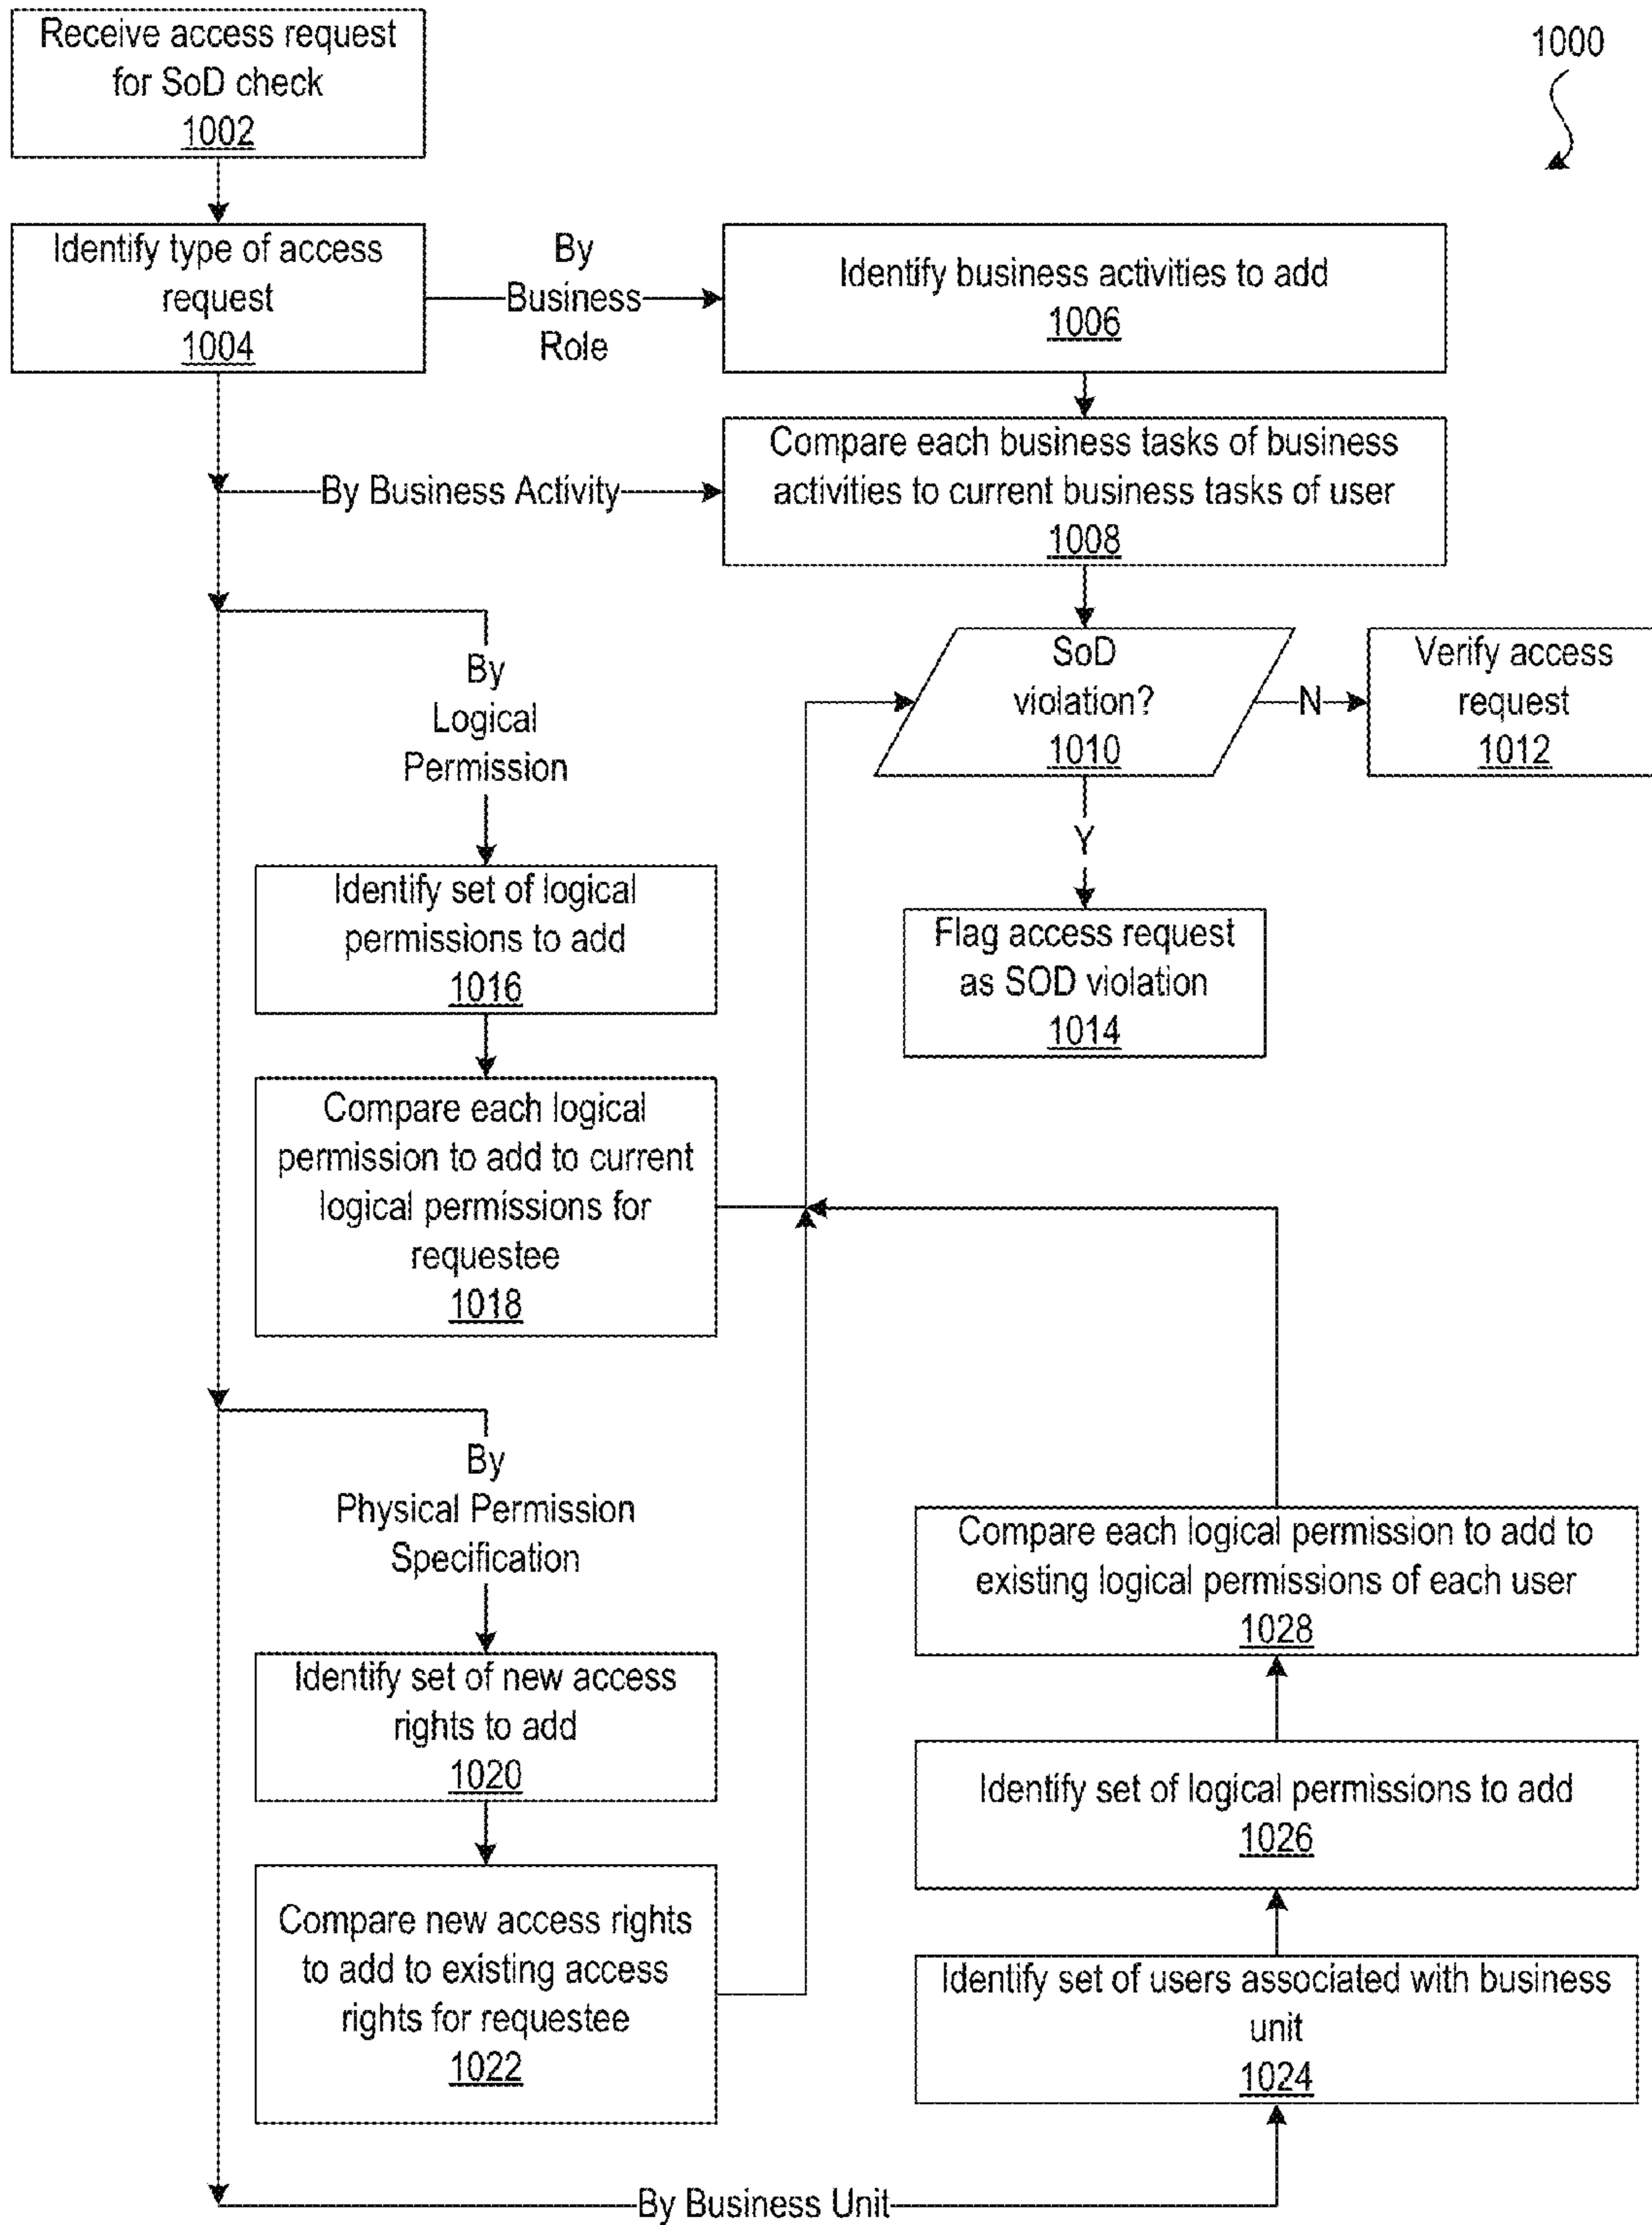 Receive access request
for SoD check
1002
1000
Identify type of access
request
1004
By
Business
Role
Identify business activities to add
1006
Compare each business tasks of business
activities to current business tasks of user
1008
By Business Activity
SoD
violation?
1010
N
Verify access
request
1012
Y
Flag access request
as SOD violation
1014
By
Logical
Permission
Identify set of logical
permissions to add
1016
Compare each logical
permission to add to current
logical permissions for
requestee
1018
By
Physical Permission
Specification
Identify set of new access
rights to add
1020
Compare new access rights
to add to existing access
rights for requestee
1022
Compare each logical permission to add to
existing logical permissions of each user
1028
Identify set of logical permissions to add
1026
Identify set of users associated with business
unit
1024
By Business Unit